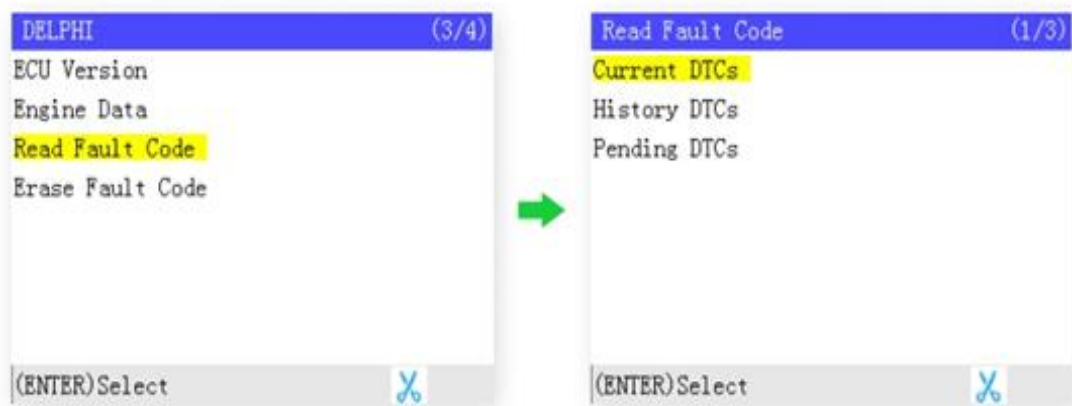 DELPHI (3/4)
ECU Version
Engine Data
Read Fault Code
Erase Fault Code
(ENTER)Select
Read Fault Code (1/3)
Current DTCs
History DTCs
Pending DTCs
(ENTER)Select